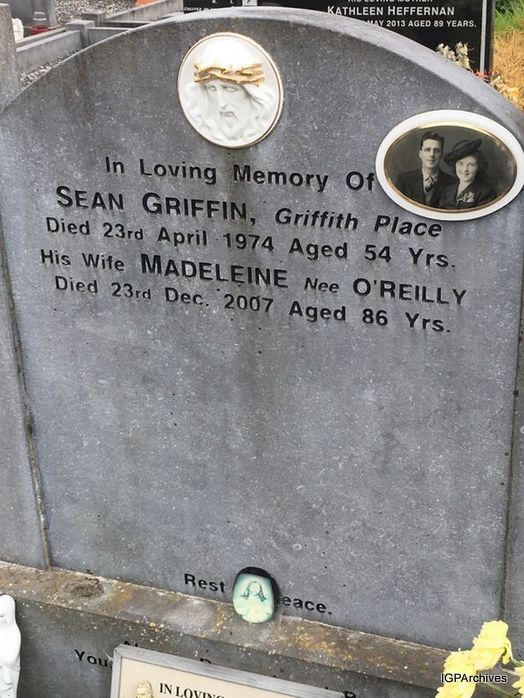 KATHLEEN HEFFERNAN
MAY 2013 AGED 89 YEARS.
In Loving Memory Of
SEAN GRIFFIN, Griffith Place
Died 23rd April 1974 Aged 54 Yrs.
His Wife MADELEINE Nee O'REILLY
Died 23rd Dec. 2007 Aged 86 Yrs.
Rest eace.
IN LOVING
IGPArchives